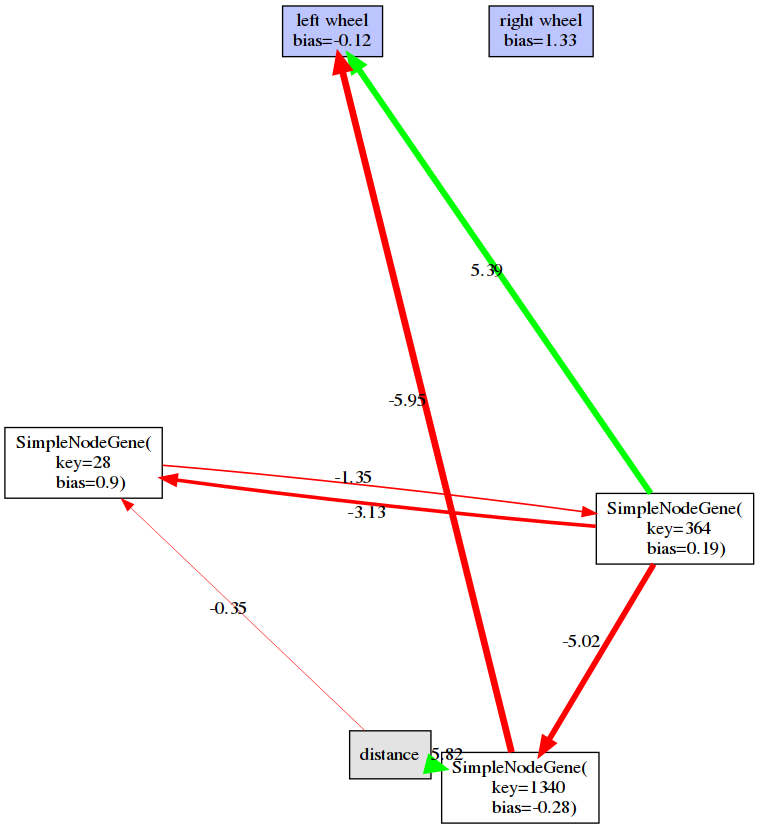 left wheel
bias=-0.12
right wheel
bias=1.33
5.39
-5.95
SimpleNodeGene(
key=28
bias=0.9)
-1.35
-3.13
SimpleNodeGene(
key=364
bias=0.19)
-0.35
-5.02
distance
5.82
SimpleNodeGene(
key=1340
bias=-0.28)